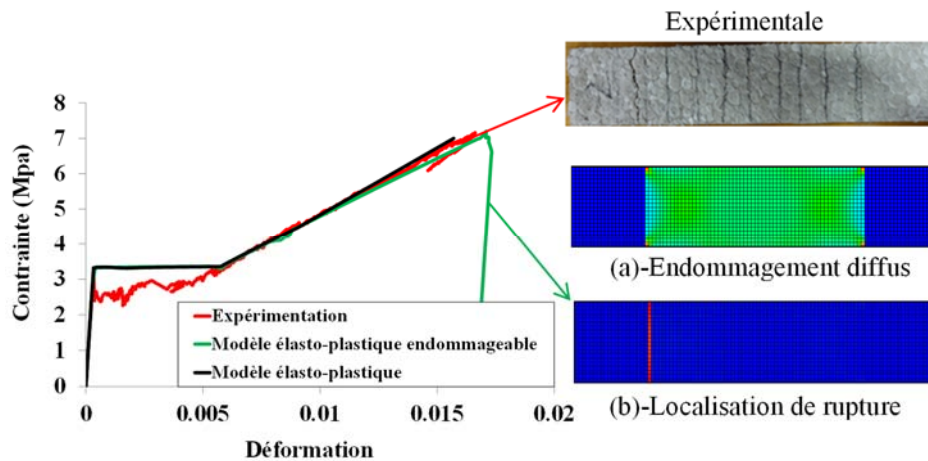 Expérimentale
8
7
6
5
4
3
2
1
0
Contrainte (Mpa)
Expérimentation
Modèle élasto-plastique endommageable
Modèle élasto-plastique
0
0.005
0.01
0.015
0.02
Déformation
(a)-Endommagement diffus
(b)-Localisation de rupture